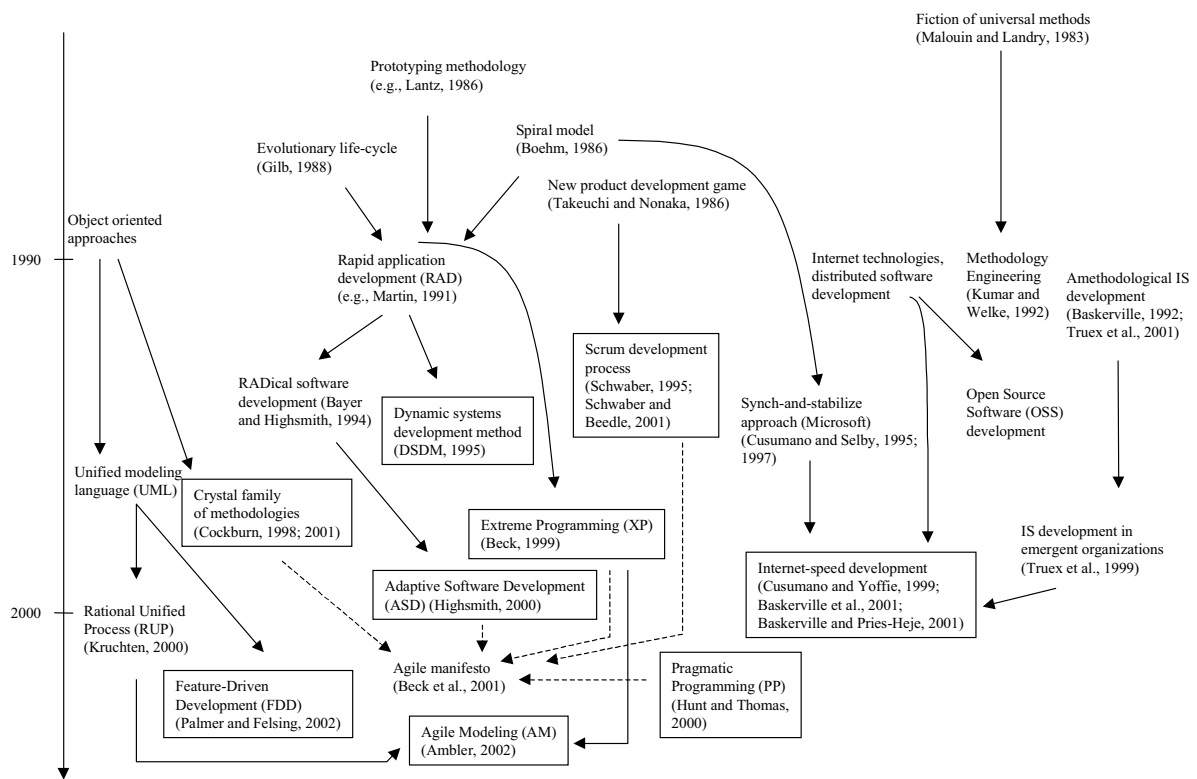 Fiction of universal methods
(Malouin and Landry, 1983)
Prototyping methodology
(e.g., Lantz, 1986)
Spiral model
(Boehm, 1986)
Evolutionary life-cycle
(Gilb, 1988)
New product development game
(Takeuchi and Nonaka, 1986)
Object oriented
approaches
1990
Rapid application
development (RAD)
(e.g., Martin, 1991)
Internet technologies,
distributed software
development
Methodology
Engineering
(Kumar and
Welke, 1992)
Amethodological IS
development
(Baskerville, 1992;
Truex et al., 2001)
Scrum development
process
(Schwaber, 1995;
Schwaber and
Beedle, 2001)
RADical software
development (Bayer
and Highsmith, 1994)
Dynamic systems
development method
(DSDM, 1995)
Synch-and-stabilize
approach (Microsoft)
(Cusumano and Selby, 1995;
1997)
Open Source
Software (OSS)
development
Unified modeling
language (UML)
Crystal family
of methodologies
(Cockburn, 1998; 2001)
Extreme Programming (XP)
(Beck, 1999)
IS development in
emergent organizations
(Truex et al., 1999)
Internet-speed development
(Cusumano and Yoffie, 1999;
Baskerville et al., 2001;
Baskerville and Pries-Heje, 2001)
Adaptive Software Development
(ASD) (Highsmith, 2000)
2000
Rational Unified
Process (RUP)
(Kruchten, 2000)
Agile manifesto
(Beck et al., 2001)
Pragmatic
Programming (PP)
(Hunt and Thomas,
2000)
Feature-Driven
Development (FDD)
(Palmer and Felsing, 2002)
Agile Modeling (AM)
(Ambler, 2002)